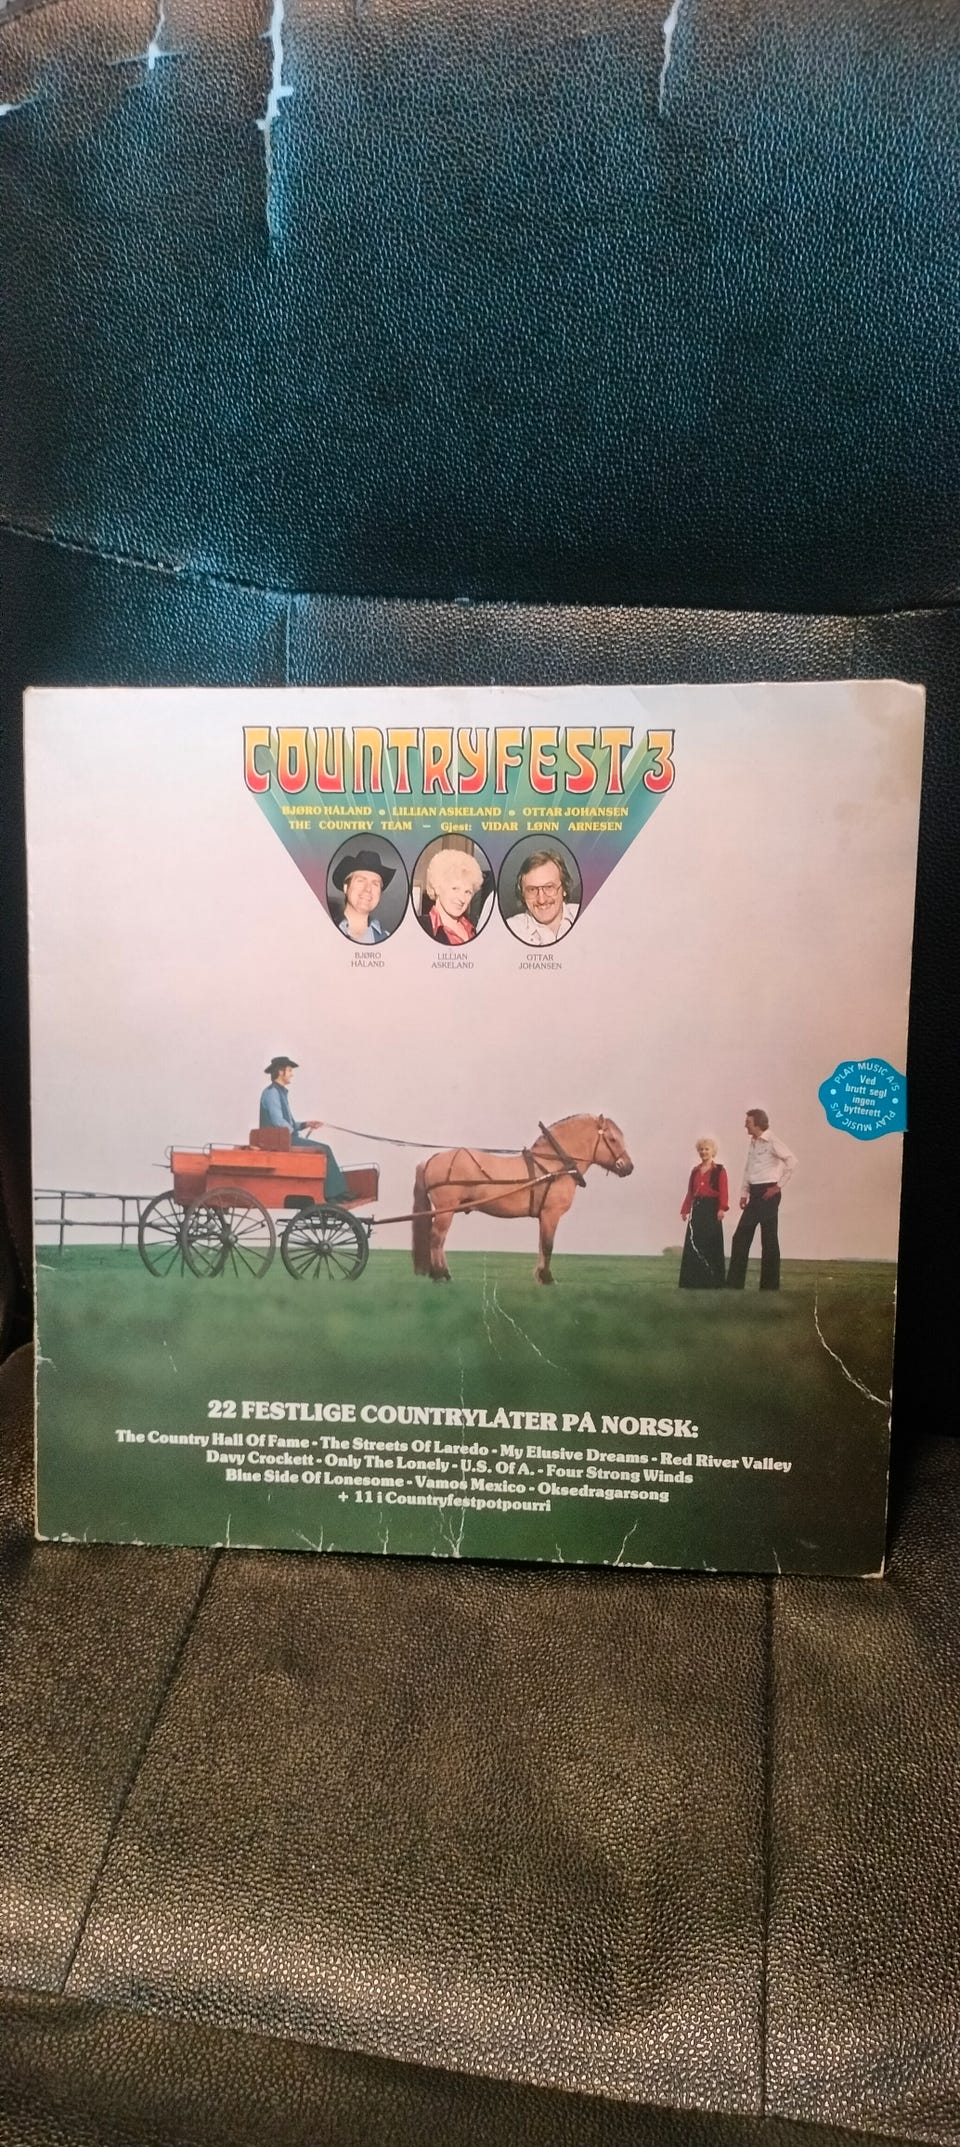 COUNTRYFEST 3
BJØRO HÅLAND • LILLIAN ASKELAND • OTTAR JOHANSEN
THE COUNTRY TEAM – Gjest: VIDAR LØNN ARNESEN
BJØRO
HÅLAND
LILLIAN
ASKELAND
OTTAR
JOHANSEN
PLAY MUSIC A/S
Ved
brutt segl
ingen
bytterett
PLAY MUSIC A/S
22 FESTLIGE COUNTRYLÅTER PÅ NORSK:
The Country Hall Of Fame - The Streets Of Laredo - My Elusive Dreams - Red River Valley
Davy Crockett - Only The Lonely - U.S. Of A. - Four Strong Winds
Blue Side Of Lonesome - Vamos Mexico - Oksedragarsong
+ 11 i Countryfestpotpourri